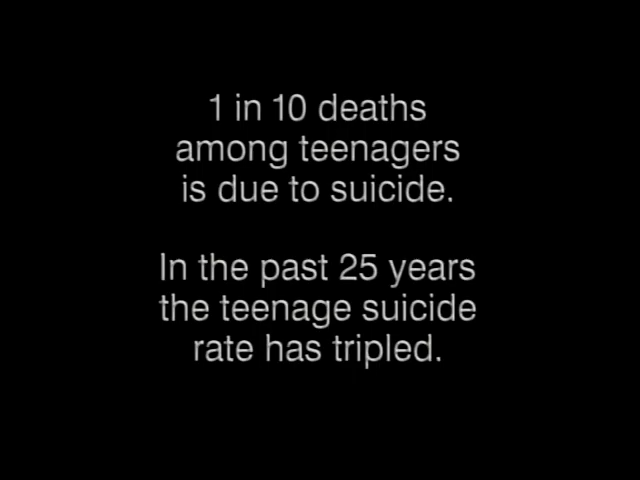 1 in 10 deaths
among teenagers
is due to suicide.
In the past 25 years
the teenage suicide
rate has tripled.